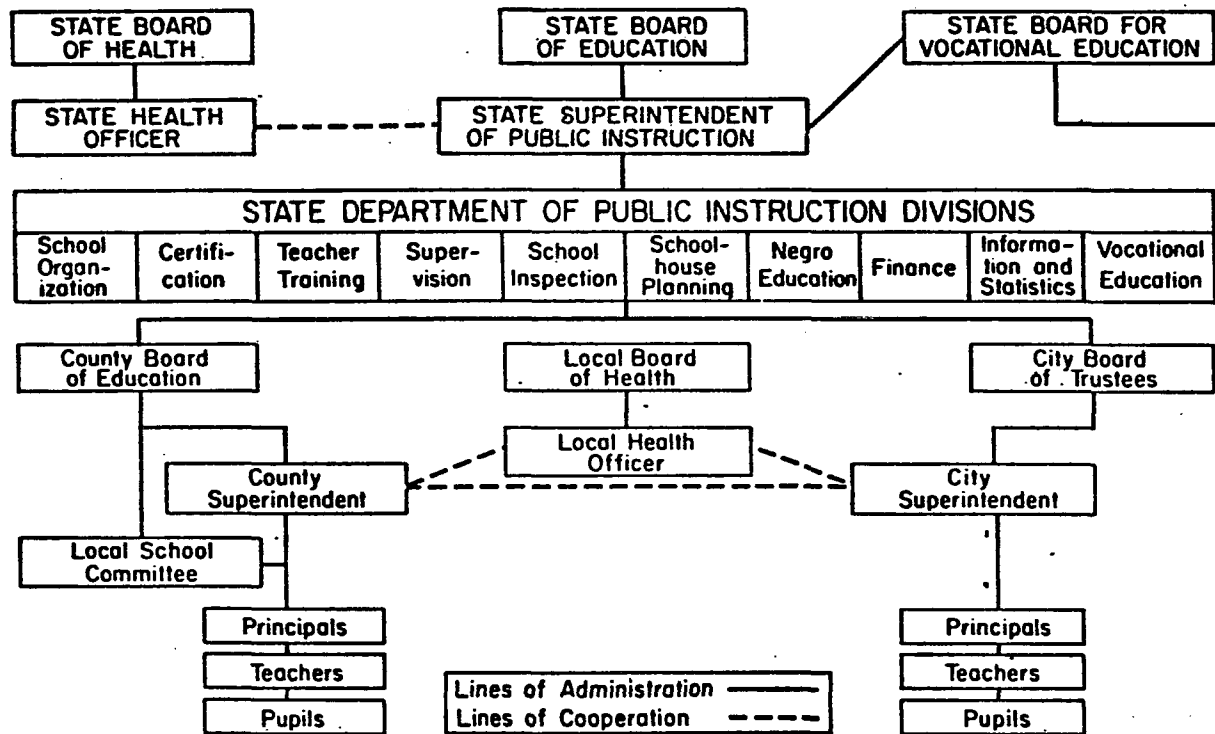 STATE BOARD
OF HEALTH
STATE BOARD
OF EDUCATION
STATE BOARD FOR
VOCATIONAL EDUCATION
STATE HEALTH
OFFICER
STATE SUPERINTENDENT
OF PUBLIC INSTRUCTION
STATE DEPARTMENT OF PUBLIC INSTRUCTION DIVISIONS
School
Organ-
ization
Certifi-
cation
Teacher
Training
Super-
vision
School
Inspection
School-
house
Planning
Negro
Education
Finance
Informa-
tion and
Statistics
Vocational
Education
County Board
of Education
Local Board
of Health
City Board
of Trustees
Local Health
Officer
County
Superintendent
City
Superintendent
Local School
Committee
Principals
Teachers
Pupils
Principals
Teachers
Pupils
Lines of Administration
Lines of Cooperation